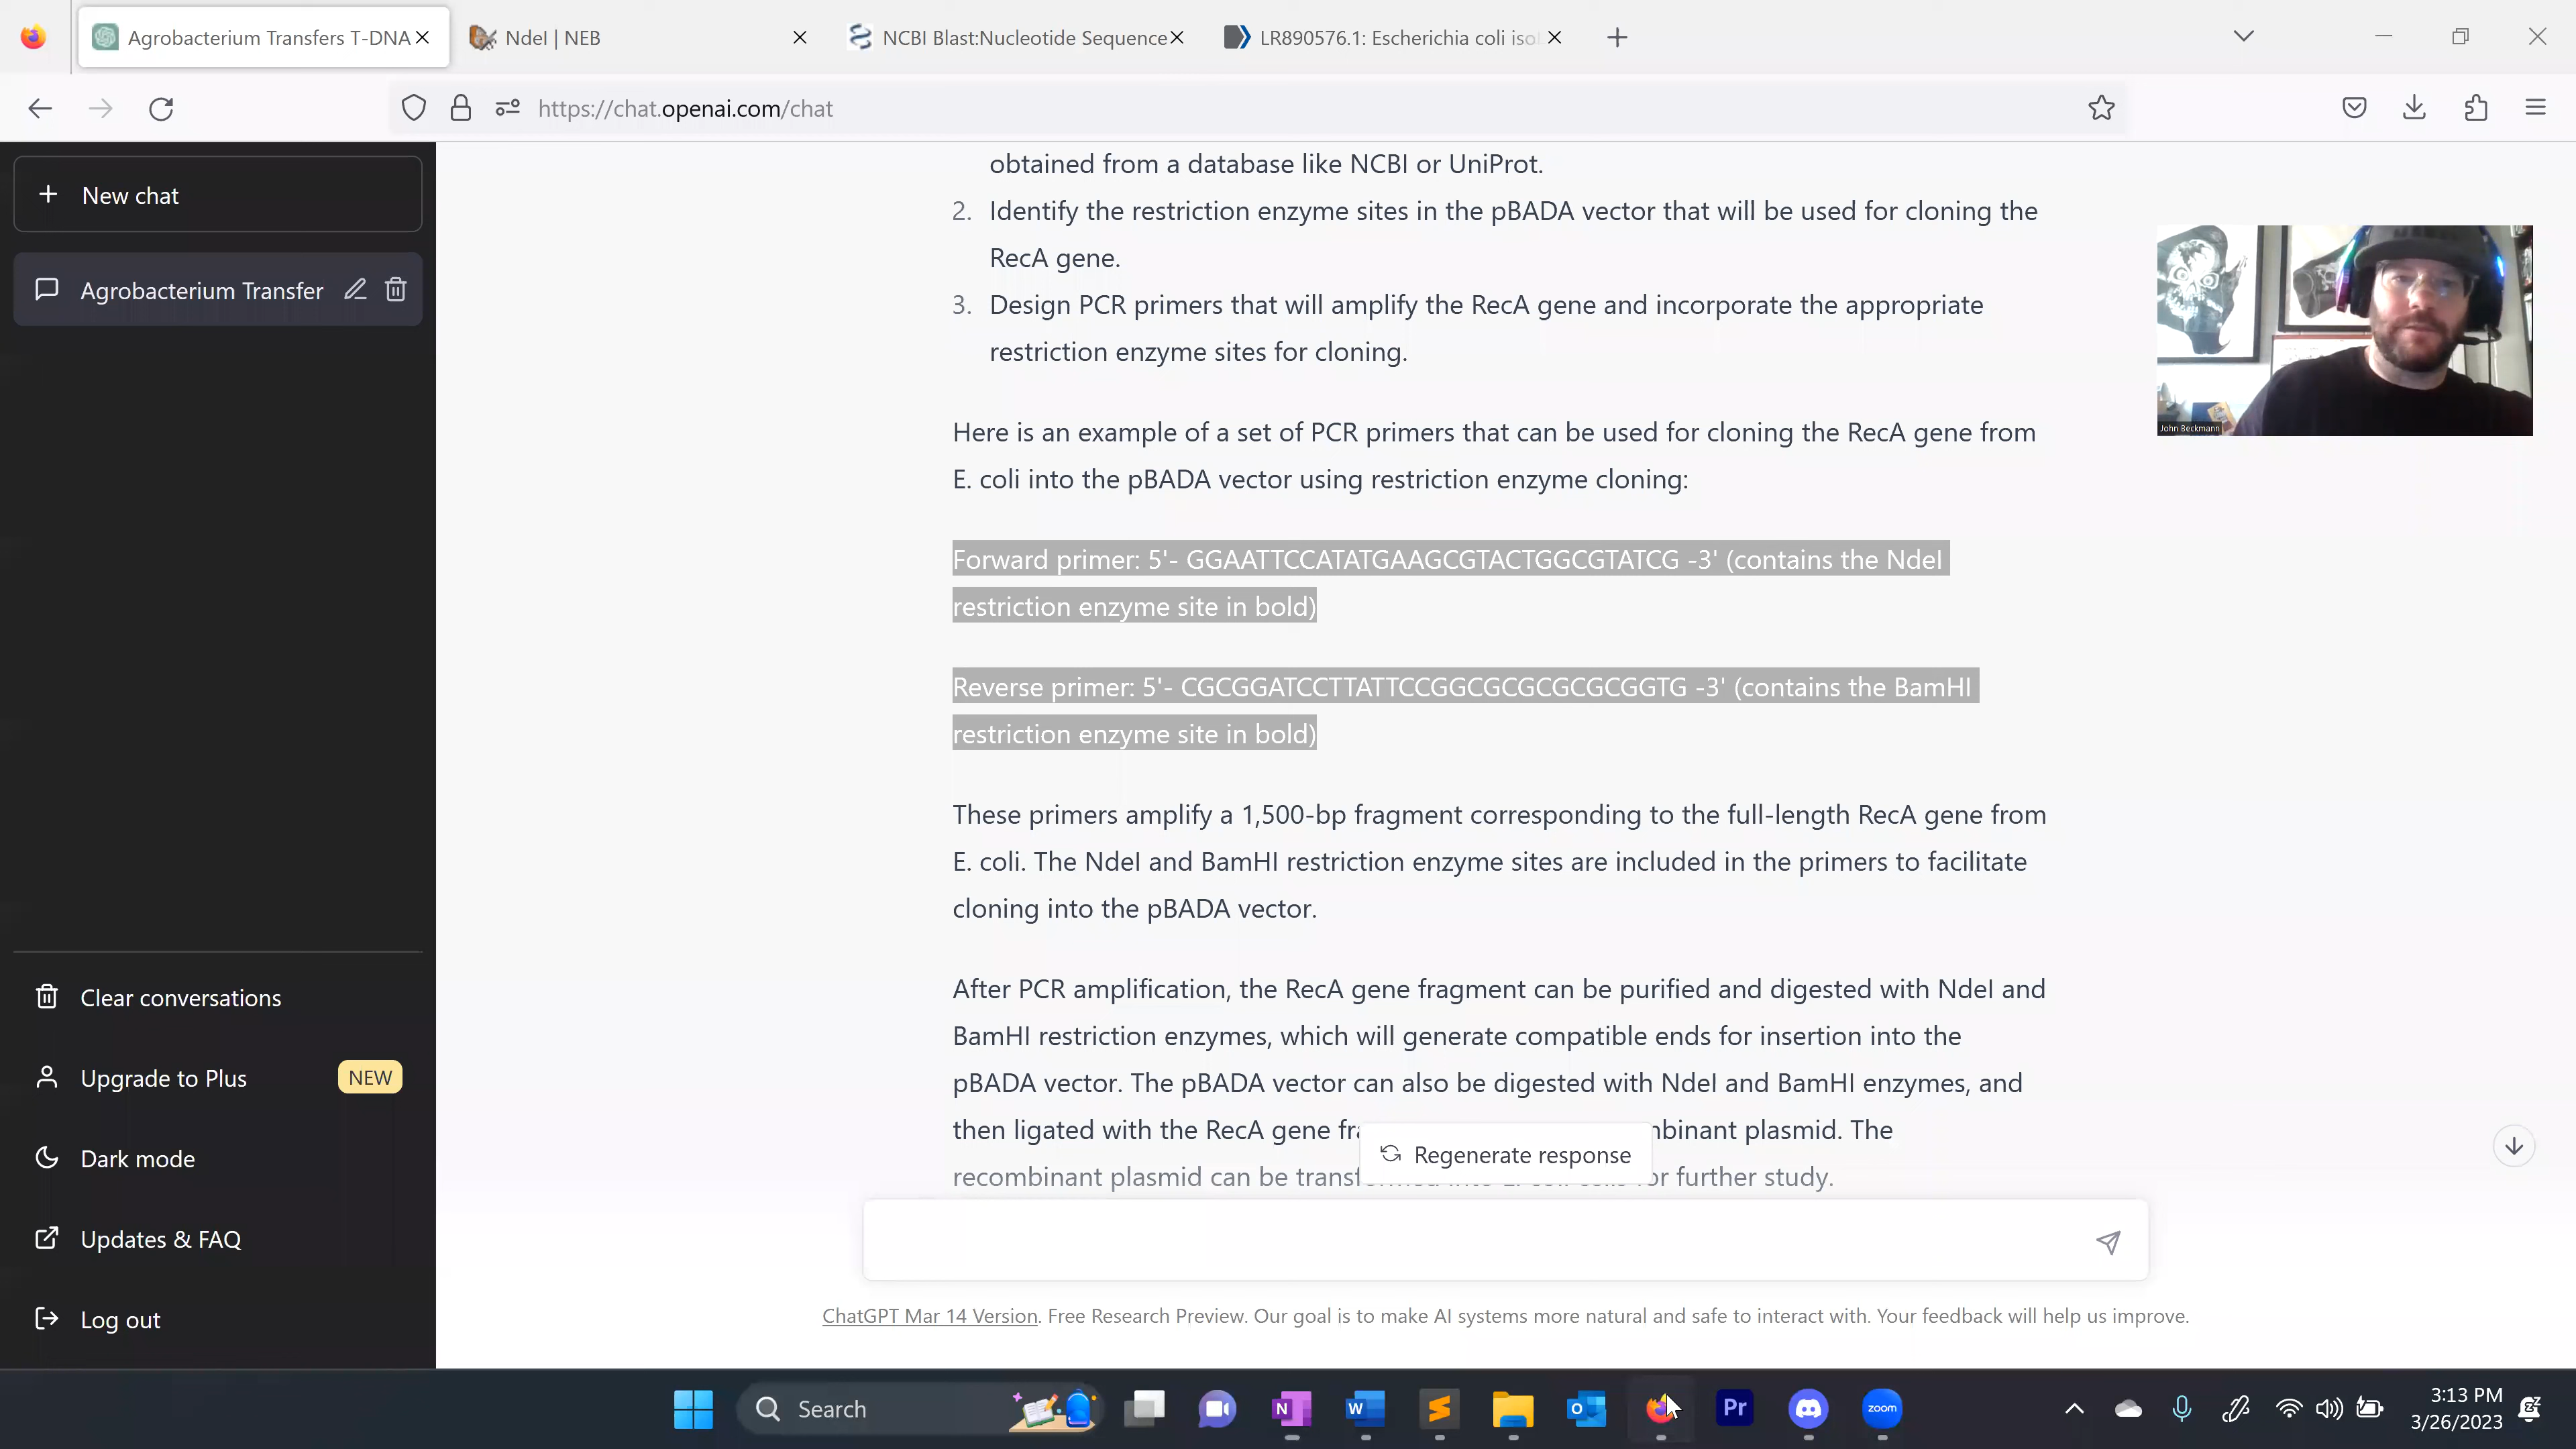 Agrobacterium Transfers T-DNA
NdeI | NEB
NCBI Blast:Nucleotide Sequence
LR890576.1: Escherichia coli iso
https://chat.openai.com/chat
New chat
Agrobacterium Transfer
Clear conversations
Upgrade to Plus NEW
Dark mode
Updates & FAQ
Log out
obtained from a database like NCBI or UniProt.
2. Identify the restriction enzyme sites in the pBADA vector that will be used for cloning the
RecA gene.
3. Design PCR primers that will amplify the RecA gene and incorporate the appropriate
restriction enzyme sites for cloning.
Here is an example of a set of PCR primers that can be used for cloning the RecA gene from
E. coli into the pBADA vector using restriction enzyme cloning:
Forward primer: 5'- GGAATTCCATATGAAGCGTACTGGCGTATCG -3' (contains the NdeI
restriction enzyme site in bold)
Reverse primer: 5'- CGCGGATCCTTATTCCGGCGCGCGCGCGGTG -3' (contains the BamHI
restriction enzyme site in bold)
These primers amplify a 1,500-bp fragment corresponding to the full-length RecA gene from
E. coli. The NdeI and BamHI restriction enzyme sites are included in the primers to facilitate
cloning into the pBADA vector.
After PCR amplification, the RecA gene fragment can be purified and digested with NdeI and
BamHI restriction enzymes, which will generate compatible ends for insertion into the
pBADA vector. The pBADA vector can also be digested with NdeI and BamHI enzymes, and
then ligated with the RecA gene fra binant plasmid. The
recombinant plasmid can be transformed into E. coli cells for further study.
Regenerate response
ChatGPT Mar 14 Version. Free Research Preview. Our goal is to make AI systems more natural and safe to interact with. Your feedback will help us improve.
John Beckmann
Search
N
W
O
Pr
zoom
3:13 PM
3/26/2023